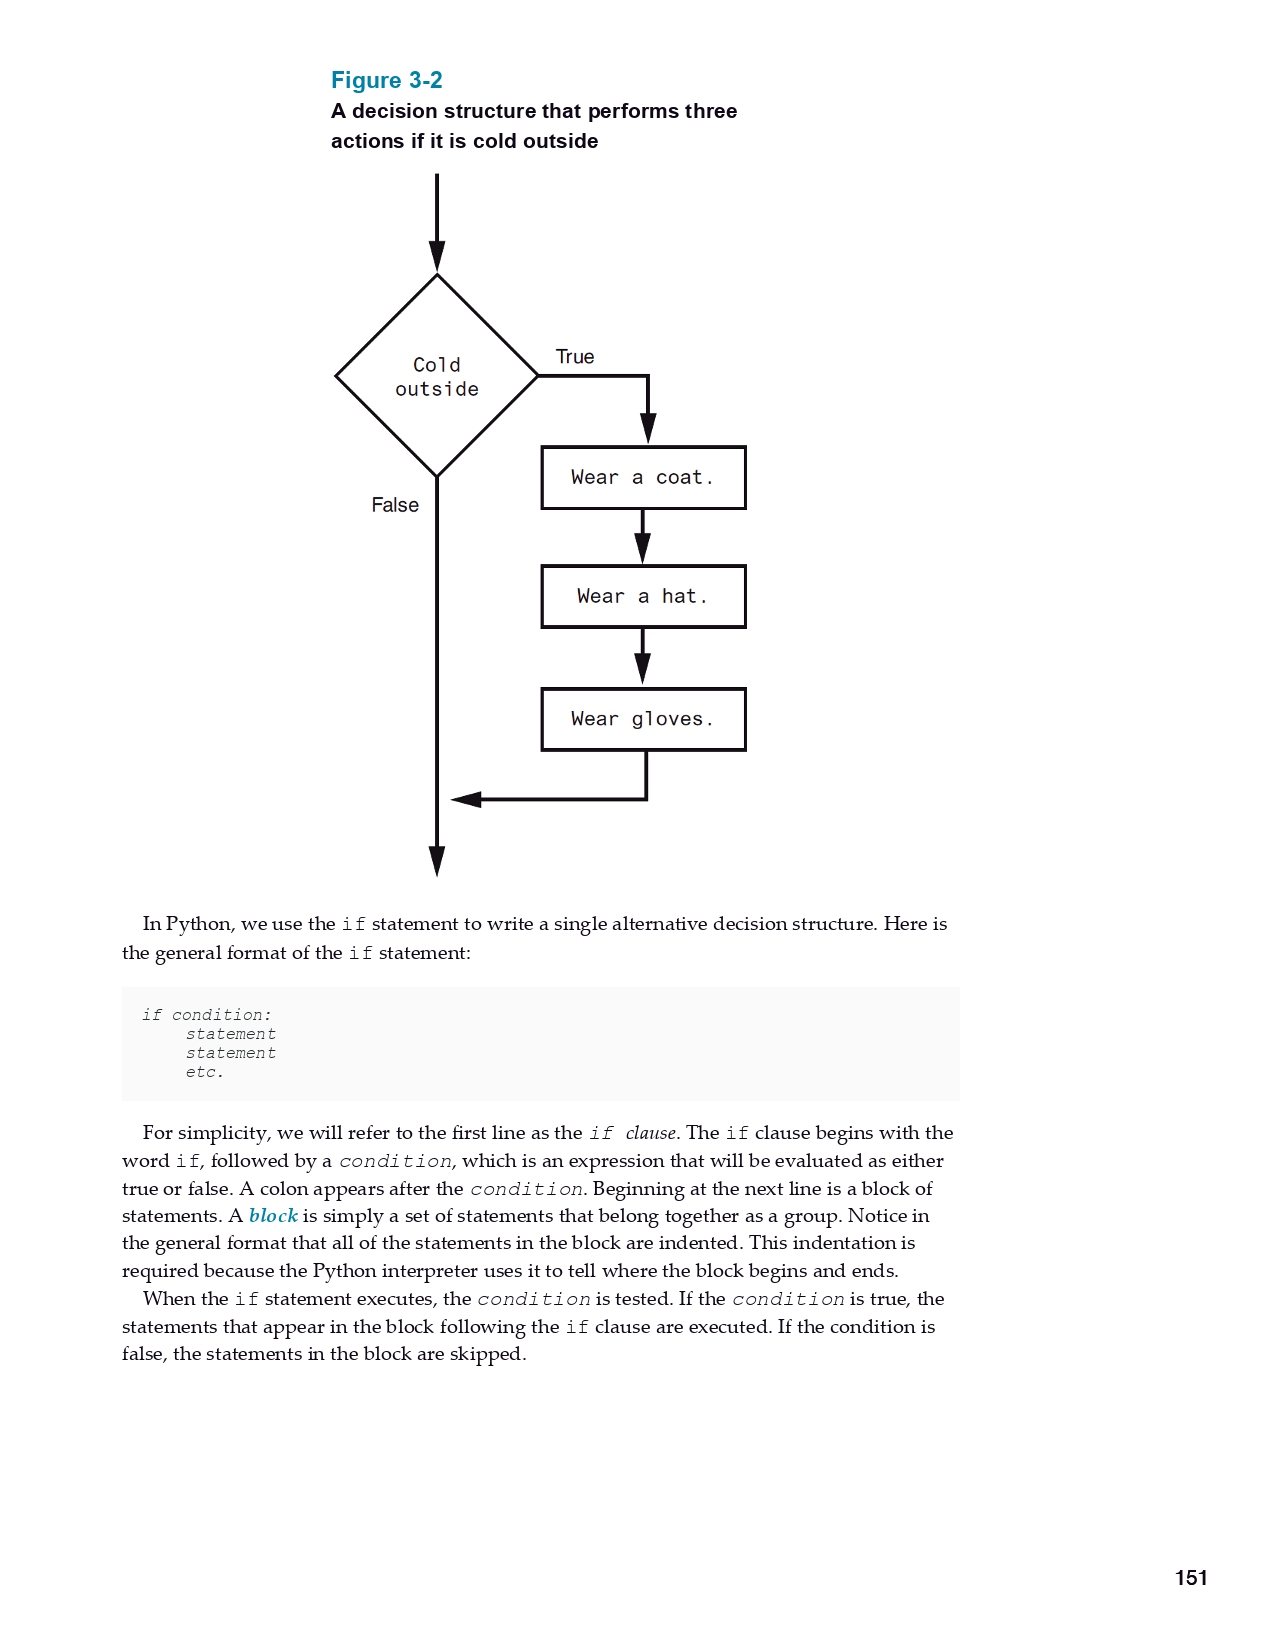 Figure 3-2
A decision structure that performs three
actions if it is cold outside
Cold
outside
True
False
Wear a coat.
Wear a hat.
Wear gloves.
In Python, we use the if statement to write a single alternative decision structure. Here is
the general format of the if statement:
if condition:
    statement
    statement
    etc.
For simplicity, we will refer to the first line as the if clause. The if clause begins with the
word if, followed by a condition, which is an expression that will be evaluated as either
true or false. A colon appears after the condition. Beginning at the next line is a block of
statements. A block is simply a set of statements that belong together as a group. Notice in
the general format that all of the statements in the block are indented. This indentation is
required because the Python interpreter uses it to tell where the block begins and ends.
When the if statement executes, the condition is tested. If the condition is true, the
statements that appear in the block following the if clause are executed. If the condition is
false, the statements in the block are skipped.
151